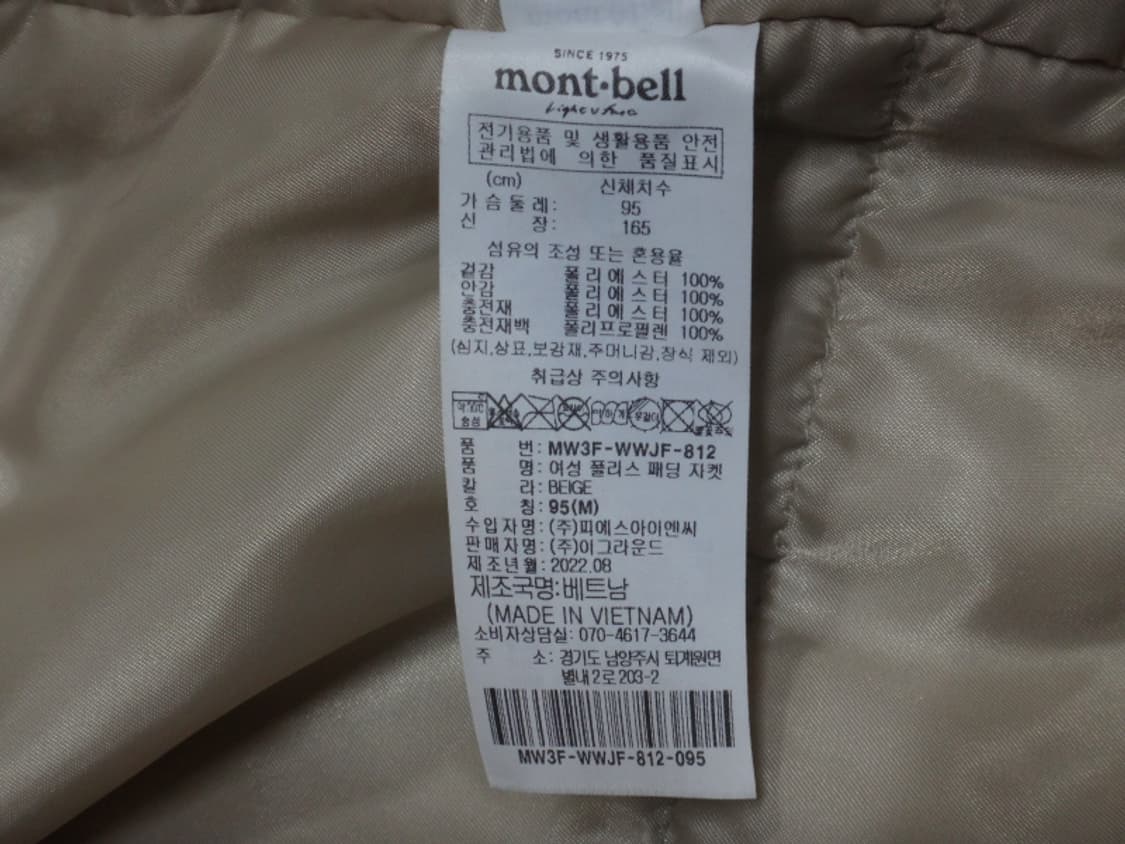 SINCE 1975
mont·bell
Light & Fast
전기용품 및 생활용품 안전
관리법에 의한 품질표시
(cm) 신체치수
가슴둘레: 95
신 장: 165
섬유의 조성 또는 혼용율
겉감 폴리에스터 100%
안감 폴리에스터 100%
충전재 폴리에스터 100%
충전재백 폴리프로필렌 100%
(심지,상표,보강재,주머니감,장식 제외)
취급상 주의사항
품 번: MW3F-WWJF-812
품 명: 여성 플리스 패딩 자켓
칼 라: BEIGE
호 칭: 95(M)
수입자명: (주)피에스아이엔씨
판매자명: (주)이그라운드
제조년월: 2022.08
제조국명:베트남
(MADE IN VIETNAM)
소비자상담실: 070-4617-3644
주 소: 경기도 남양주시 퇴계원면
별내2로 203-2
MW3F-WWJF-812-095